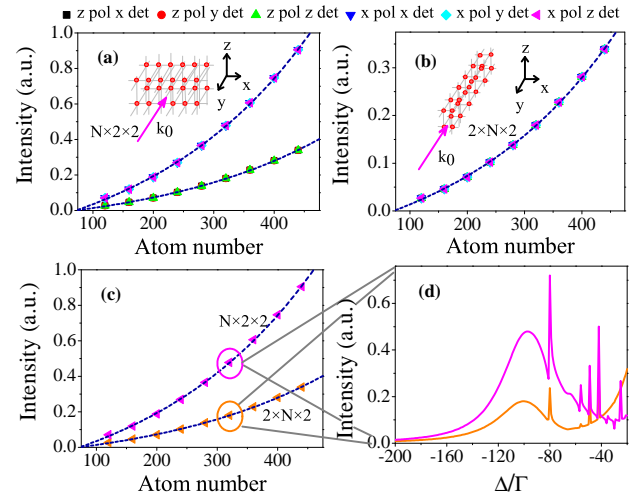 z pol x det z pol y det z pol z det x pol x det x pol y det x pol z det
(a)
z
x
y
N×2×2
k0
Intensity (a.u.)
1.0
0.8
0.6
0.4
0.2
0.0
100 200 300 400
Atom number
(b)
z
x
y
2×N×2
k0
Intensity (a.u.)
0.3
0.2
0.1
0.0
100 200 300 400
Atom number
(c)
N×2×2
2×N×2
Intensity (a.u.)
1.0
0.8
0.6
0.4
0.2
0.0
100 200 300 400
Atom number
(d)
Intensity (a.u.)
0.6
0.4
0.2
0.0
-200 -160 -120 -80 -40
Δ/Γ